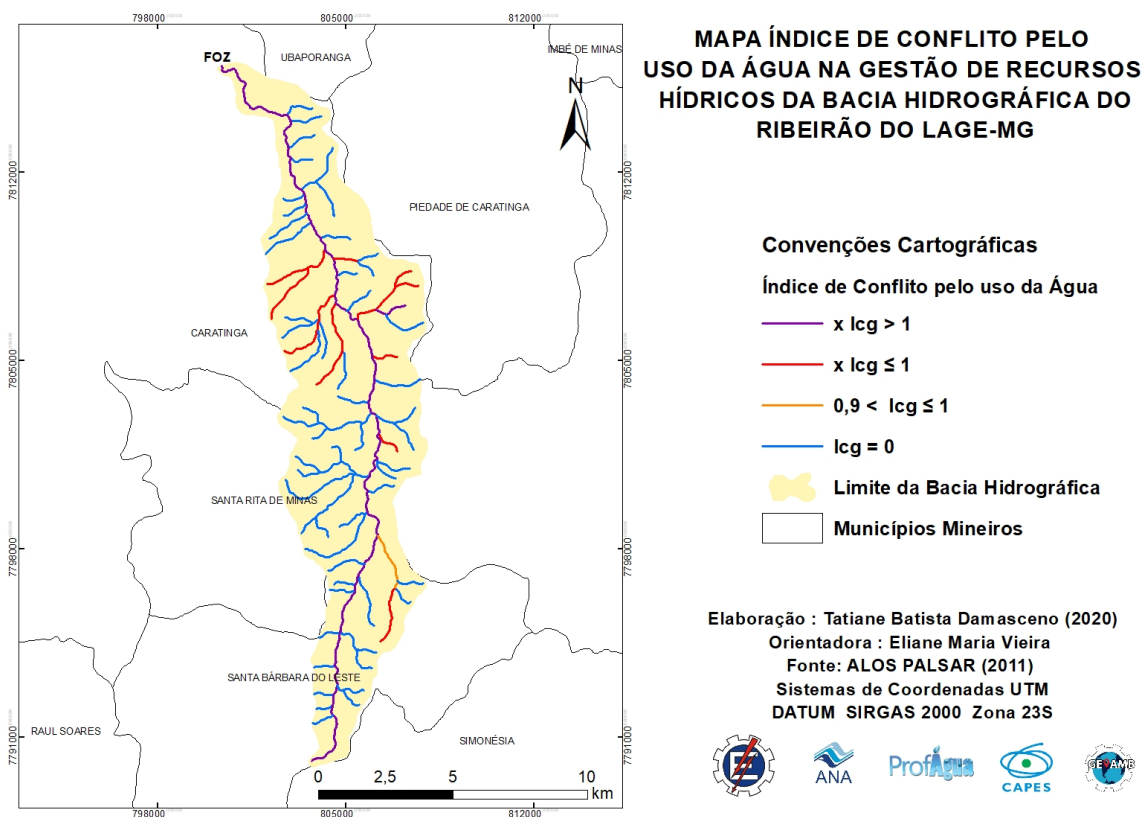 MAPA ÍNDICE DE CONFLITO PELO
USO DA ÁGUA NA GESTÃO DE RECURSOS
HÍDRICOS DA BACIA HIDROGRÁFICA DO
RIBEIRÃO DO LAGE-MG
798000
805000
812000
FOZ
UBAPORANGA
IMBÉ DE MINAS
N
7812000
7812000
PIEDADE DE CARATINGA
CARATINGA
7805000
7805000
SANTA RITA DE MINAS
7798000
7798000
SANTA BÁRBARA DO LESTE
RAUL SOARES
SIMONÉSIA
7791000
7791000
0
2,5
5
10
km
798000
805000
812000
Convenções Cartográficas
Índice de Conflito pelo uso da Água
x Icg > 1
x Icg ≤ 1
0,9 < Icg ≤ 1
Icg = 0
Limite da Bacia Hidrográfica
Municípios Mineiros
Elaboração : Tatiane Batista Damasceno (2020)
Orientadora : Eliane Maria Vieira
Fonte: ALOS PALSAR (2011)
Sistemas de Coordenadas UTM
DATUM SIRGAS 2000 Zona 23S
ANA
ProfÁgua
CAPES